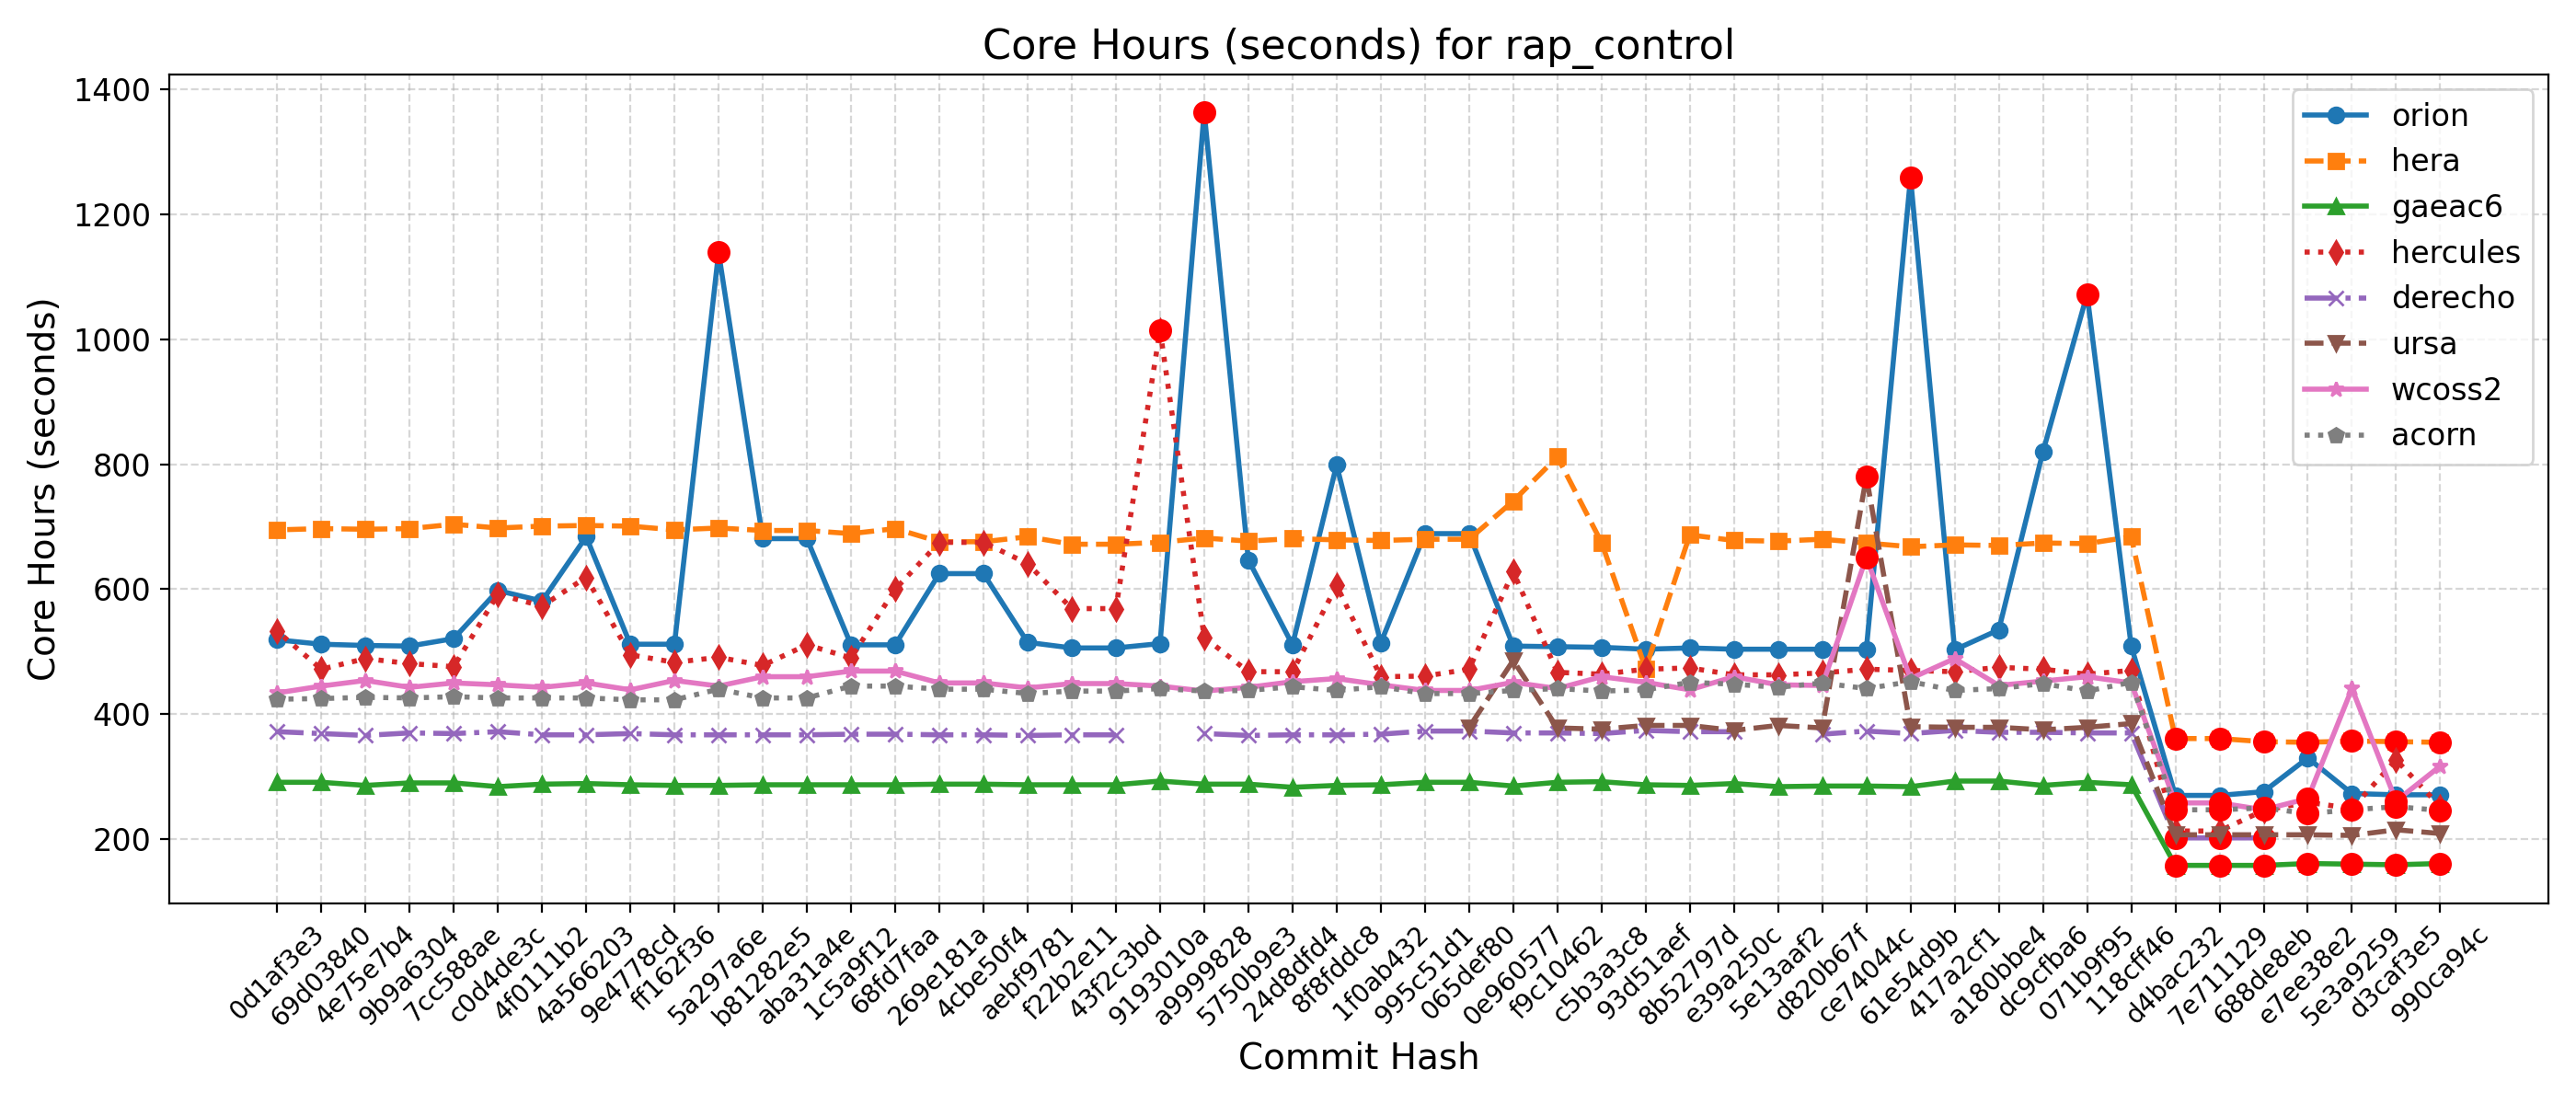 Core Hours (seconds) for rap_control
Core Hours (seconds)
1400
1200
1000
800
600
400
200
orion
hera
gaeac6
hercules
derecho
ursa
wcoss2
acorn
0d1af3e3
69d03840
4e75e7b4
9b9a6304
7cc588ae
c0d4de3c
4f0111b2
4a566203
9e4778cd
ff162f36
5a297a6e
b81282e5
aba31a4e
1c5a9f12
68fd7faa
269e181a
4cbe50f4
aebf9781
f22b2e11
43f2c3bd
9193010a
a9999828
5750b9e3
24d8dfd4
8f8fddc8
1f0ab432
995c51d1
065def80
0e960577
f9c10462
c5b3a3c8
93d51aef
8b52797d
e39a250c
5e13aaf2
d820b67f
ce74044c
61e54d9b
417a2cf1
a180bbe4
dc9cfba6
071b9f95
118cff46
d4bac232
7e711129
688de8eb
e7ee38e2
5e3a9259
d3caf3e5
990ca94c
Commit Hash